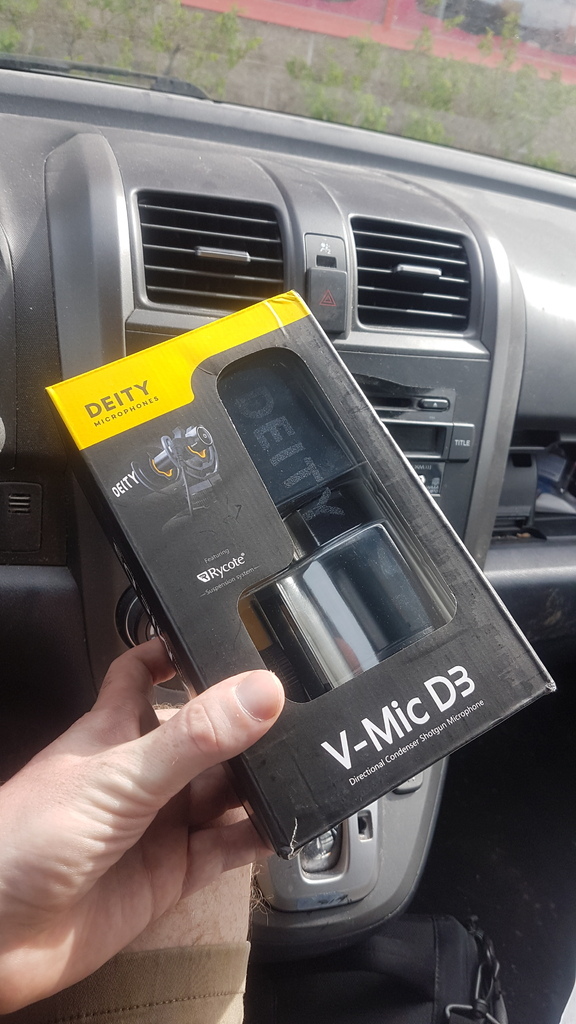 DEITY
MICROPHONES
DEITY
DEITY
Featuring
Rycote®
Suspension system
V-Mic D3
Directional Condenser Shotgun Microphone
TITLE